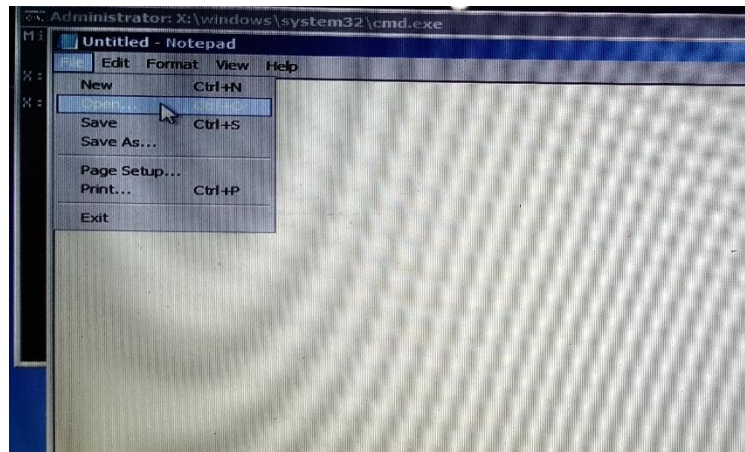 Administrator: X:\windows\system32\cmd.exe
Mi
Untitled - Notepad
File Edit Format View Help
X:
New Ctrl+N
Open... Ctrl+O
X:
Save Ctrl+S
Save As...
Page Setup...
Print... Ctrl+P
Exit